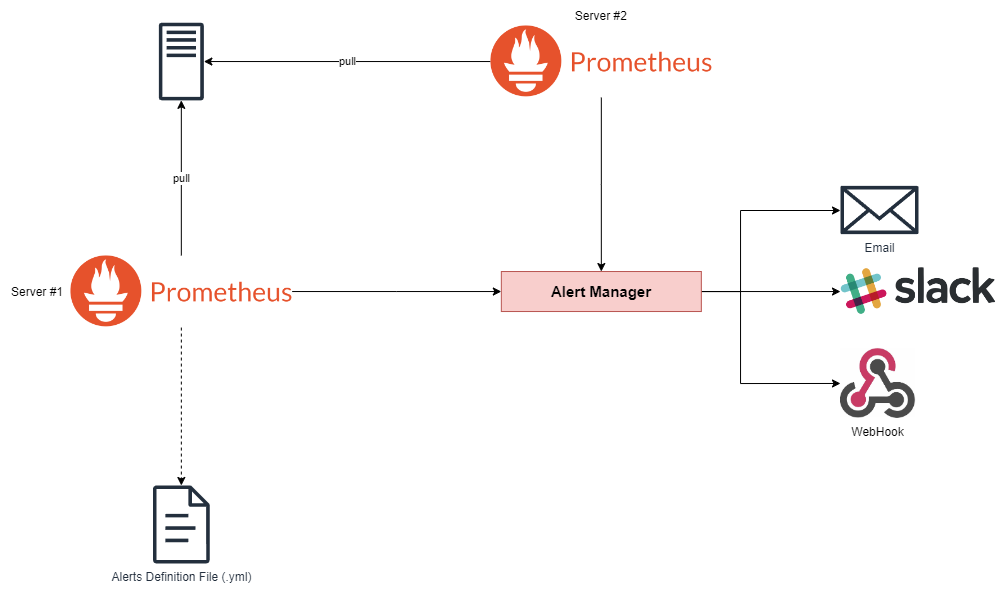 Server #2
pull
Prometheus
pull
Server #1
Prometheus
Alert Manager
Email
slack
WebHook
Alerts Definition File (.yml)